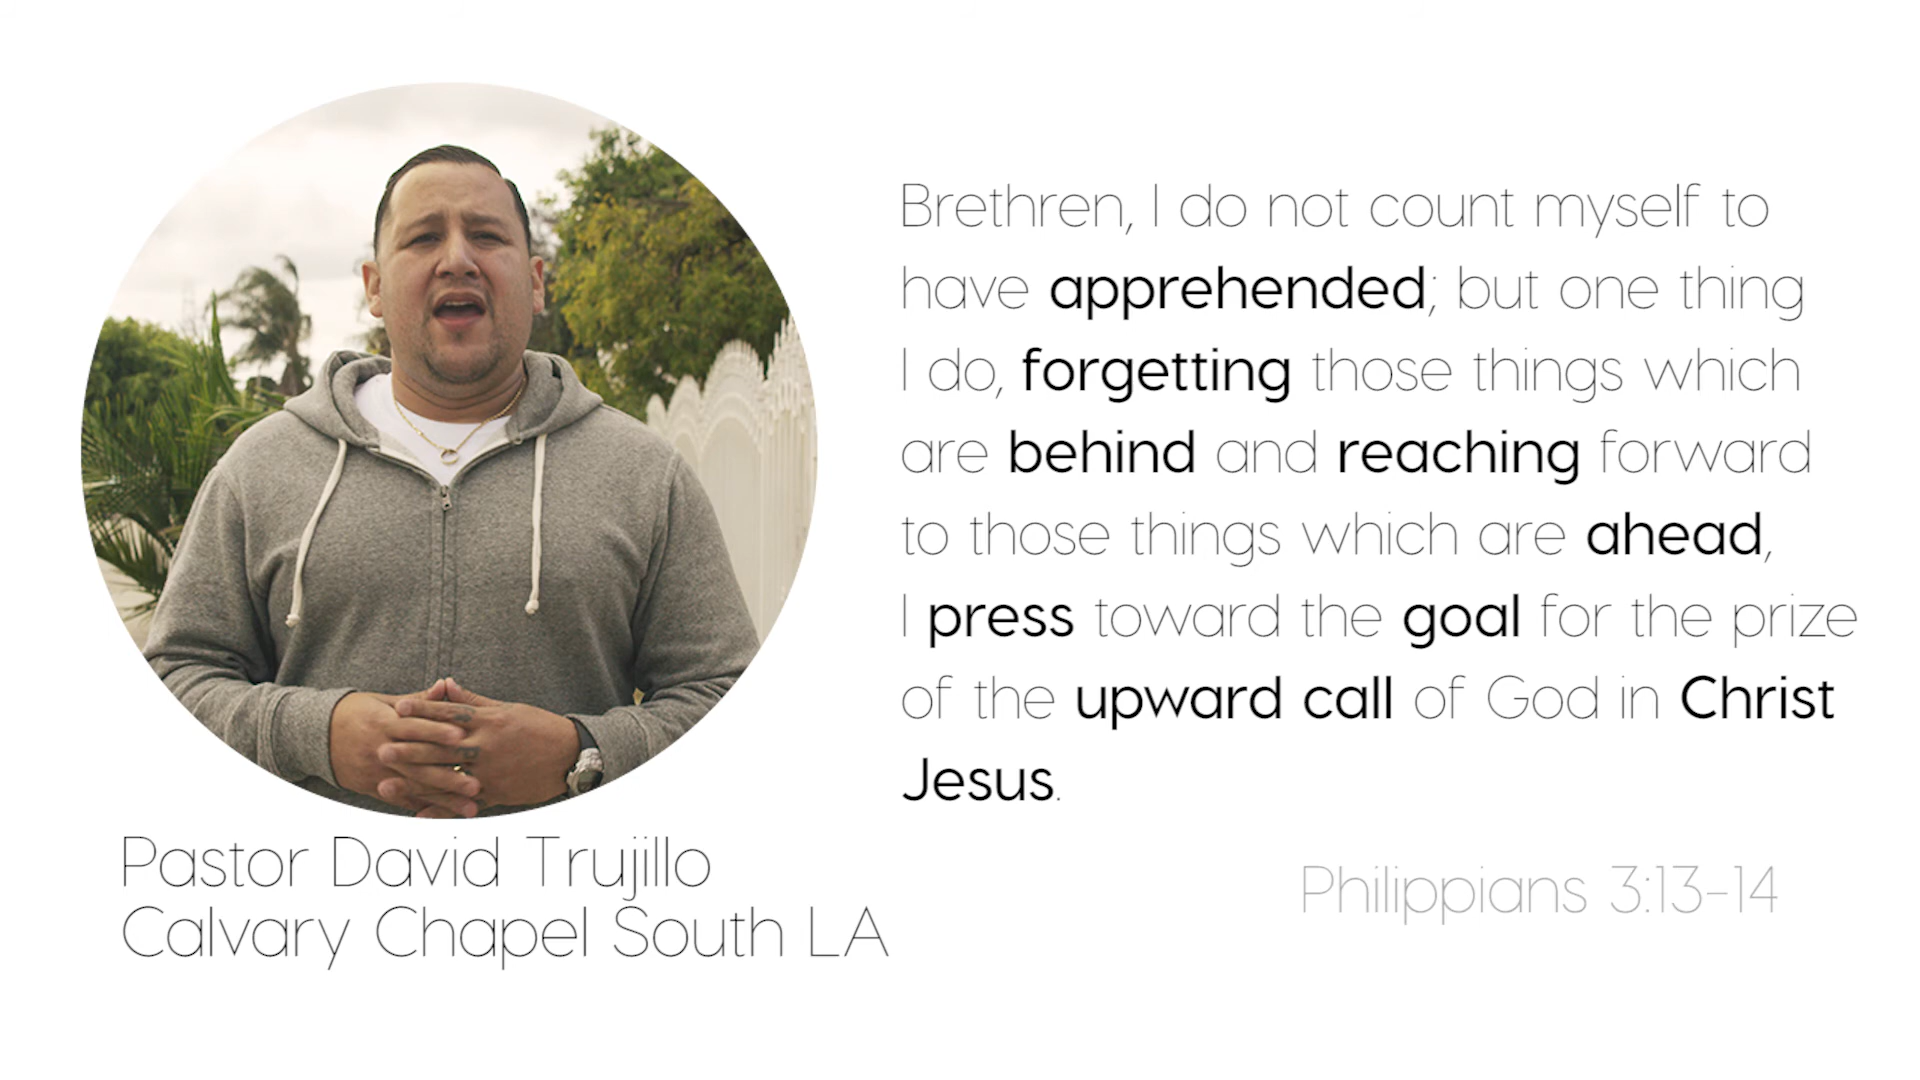 Brethren, I do not count myself to
have apprehended; but one thing
I do, forgetting those things which
are behind and reaching forward
to those things which are ahead,
I press toward the goal for the prize
of the upward call of God in Christ
Jesus.
Philippians 3:13-14
Pastor David Trujillo
Calvary Chapel South LA